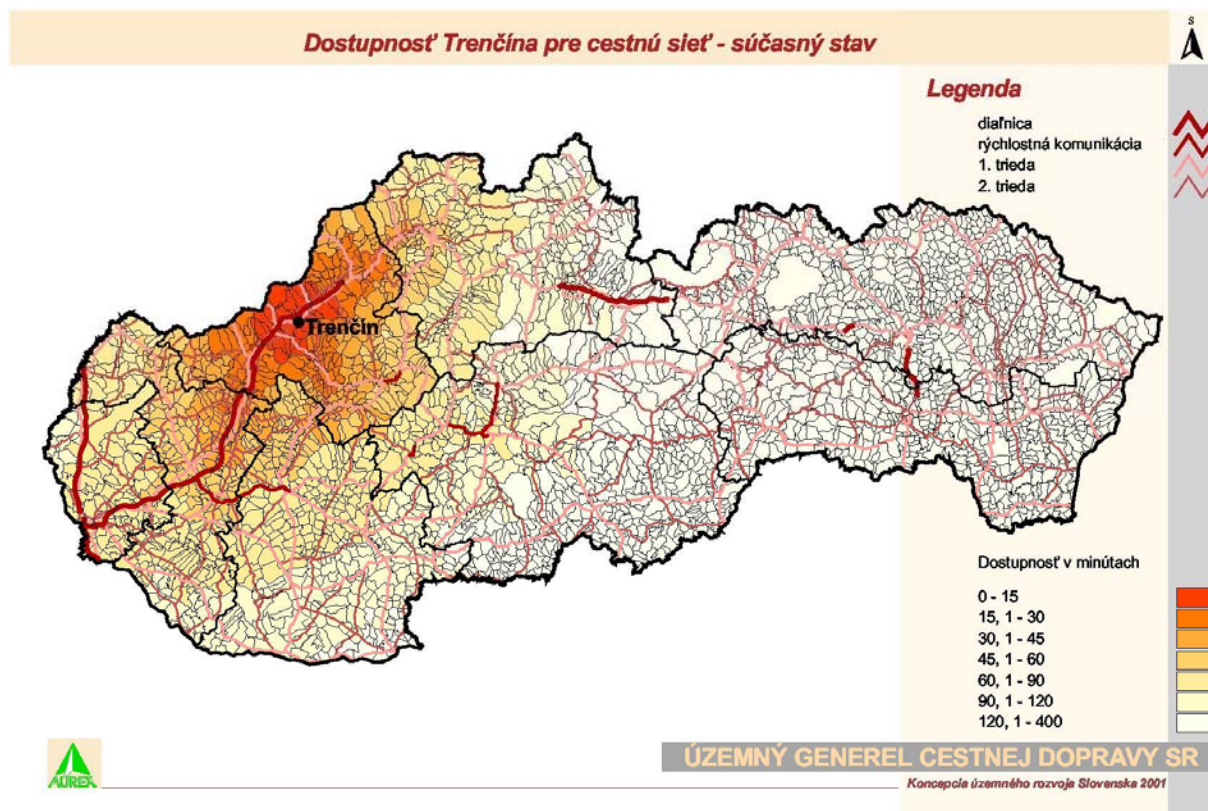 Dostupnosť Trenčína pre cestnú sieť - súčasný stav
S
Legenda
diaľnica
rýchlostná komunikácia
1. trieda
2. trieda
Trenčín
Dostupnosť v minútach
0 - 15
15, 1 - 30
30, 1 - 45
45, 1 - 60
60, 1 - 90
90, 1 - 120
120, 1 - 400
ÚZEMNÝ GENEREL CESTNEJ DOPRAVY SR
AUREX
Koncepcia územného rozvoja Slovenska 2001